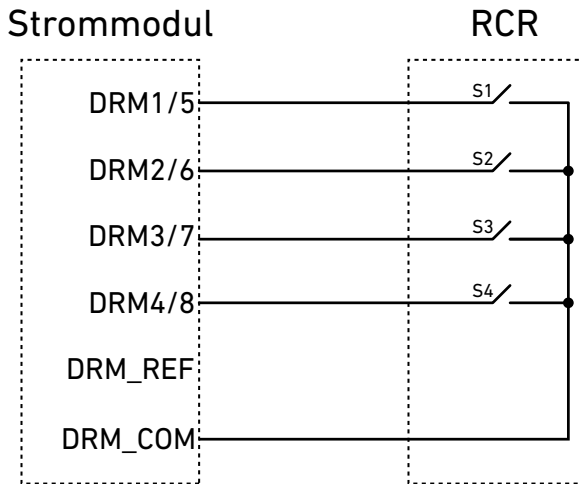 Strommodul RCR
DRM1/5 S1
DRM2/6 S2
DRM3/7 S3
DRM4/8 S4
DRM_REF
DRM_COM